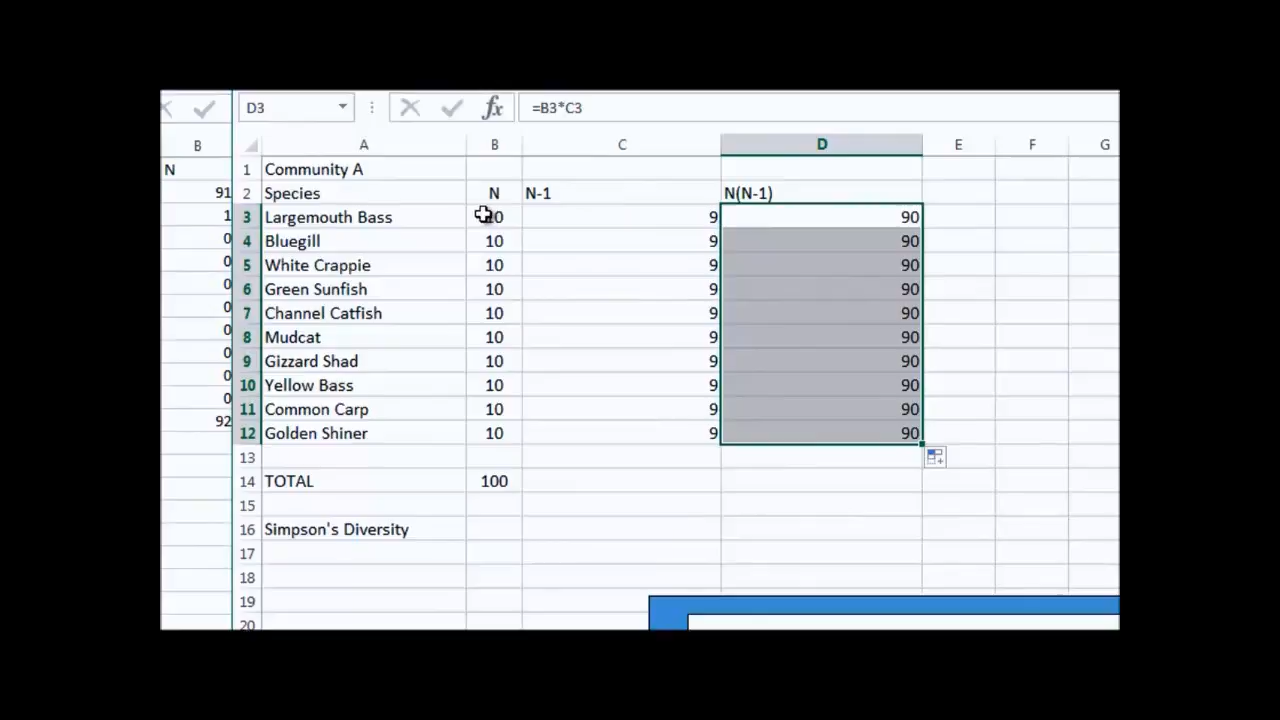 D3 fx =B3*C3
B A B C D E F G
N 1 Community A
91 2 Species N N-1 N(N-1)
1 3 Largemouth Bass 9 90
0 4 Bluegill 10 9 90
0 5 White Crappie 10 9 90
0 6 Green Sunfish 10 9 90
0 7 Channel Catfish 10 9 90
0 8 Mudcat 10 9 90
0 9 Gizzard Shad 10 9 90
0 10 Yellow Bass 10 9 90
0 11 Common Carp 10 9 90
92 12 Golden Shiner 10 9 90
13
14 TOTAL 100
15
16 Simpson's Diversity
17
18
19
20